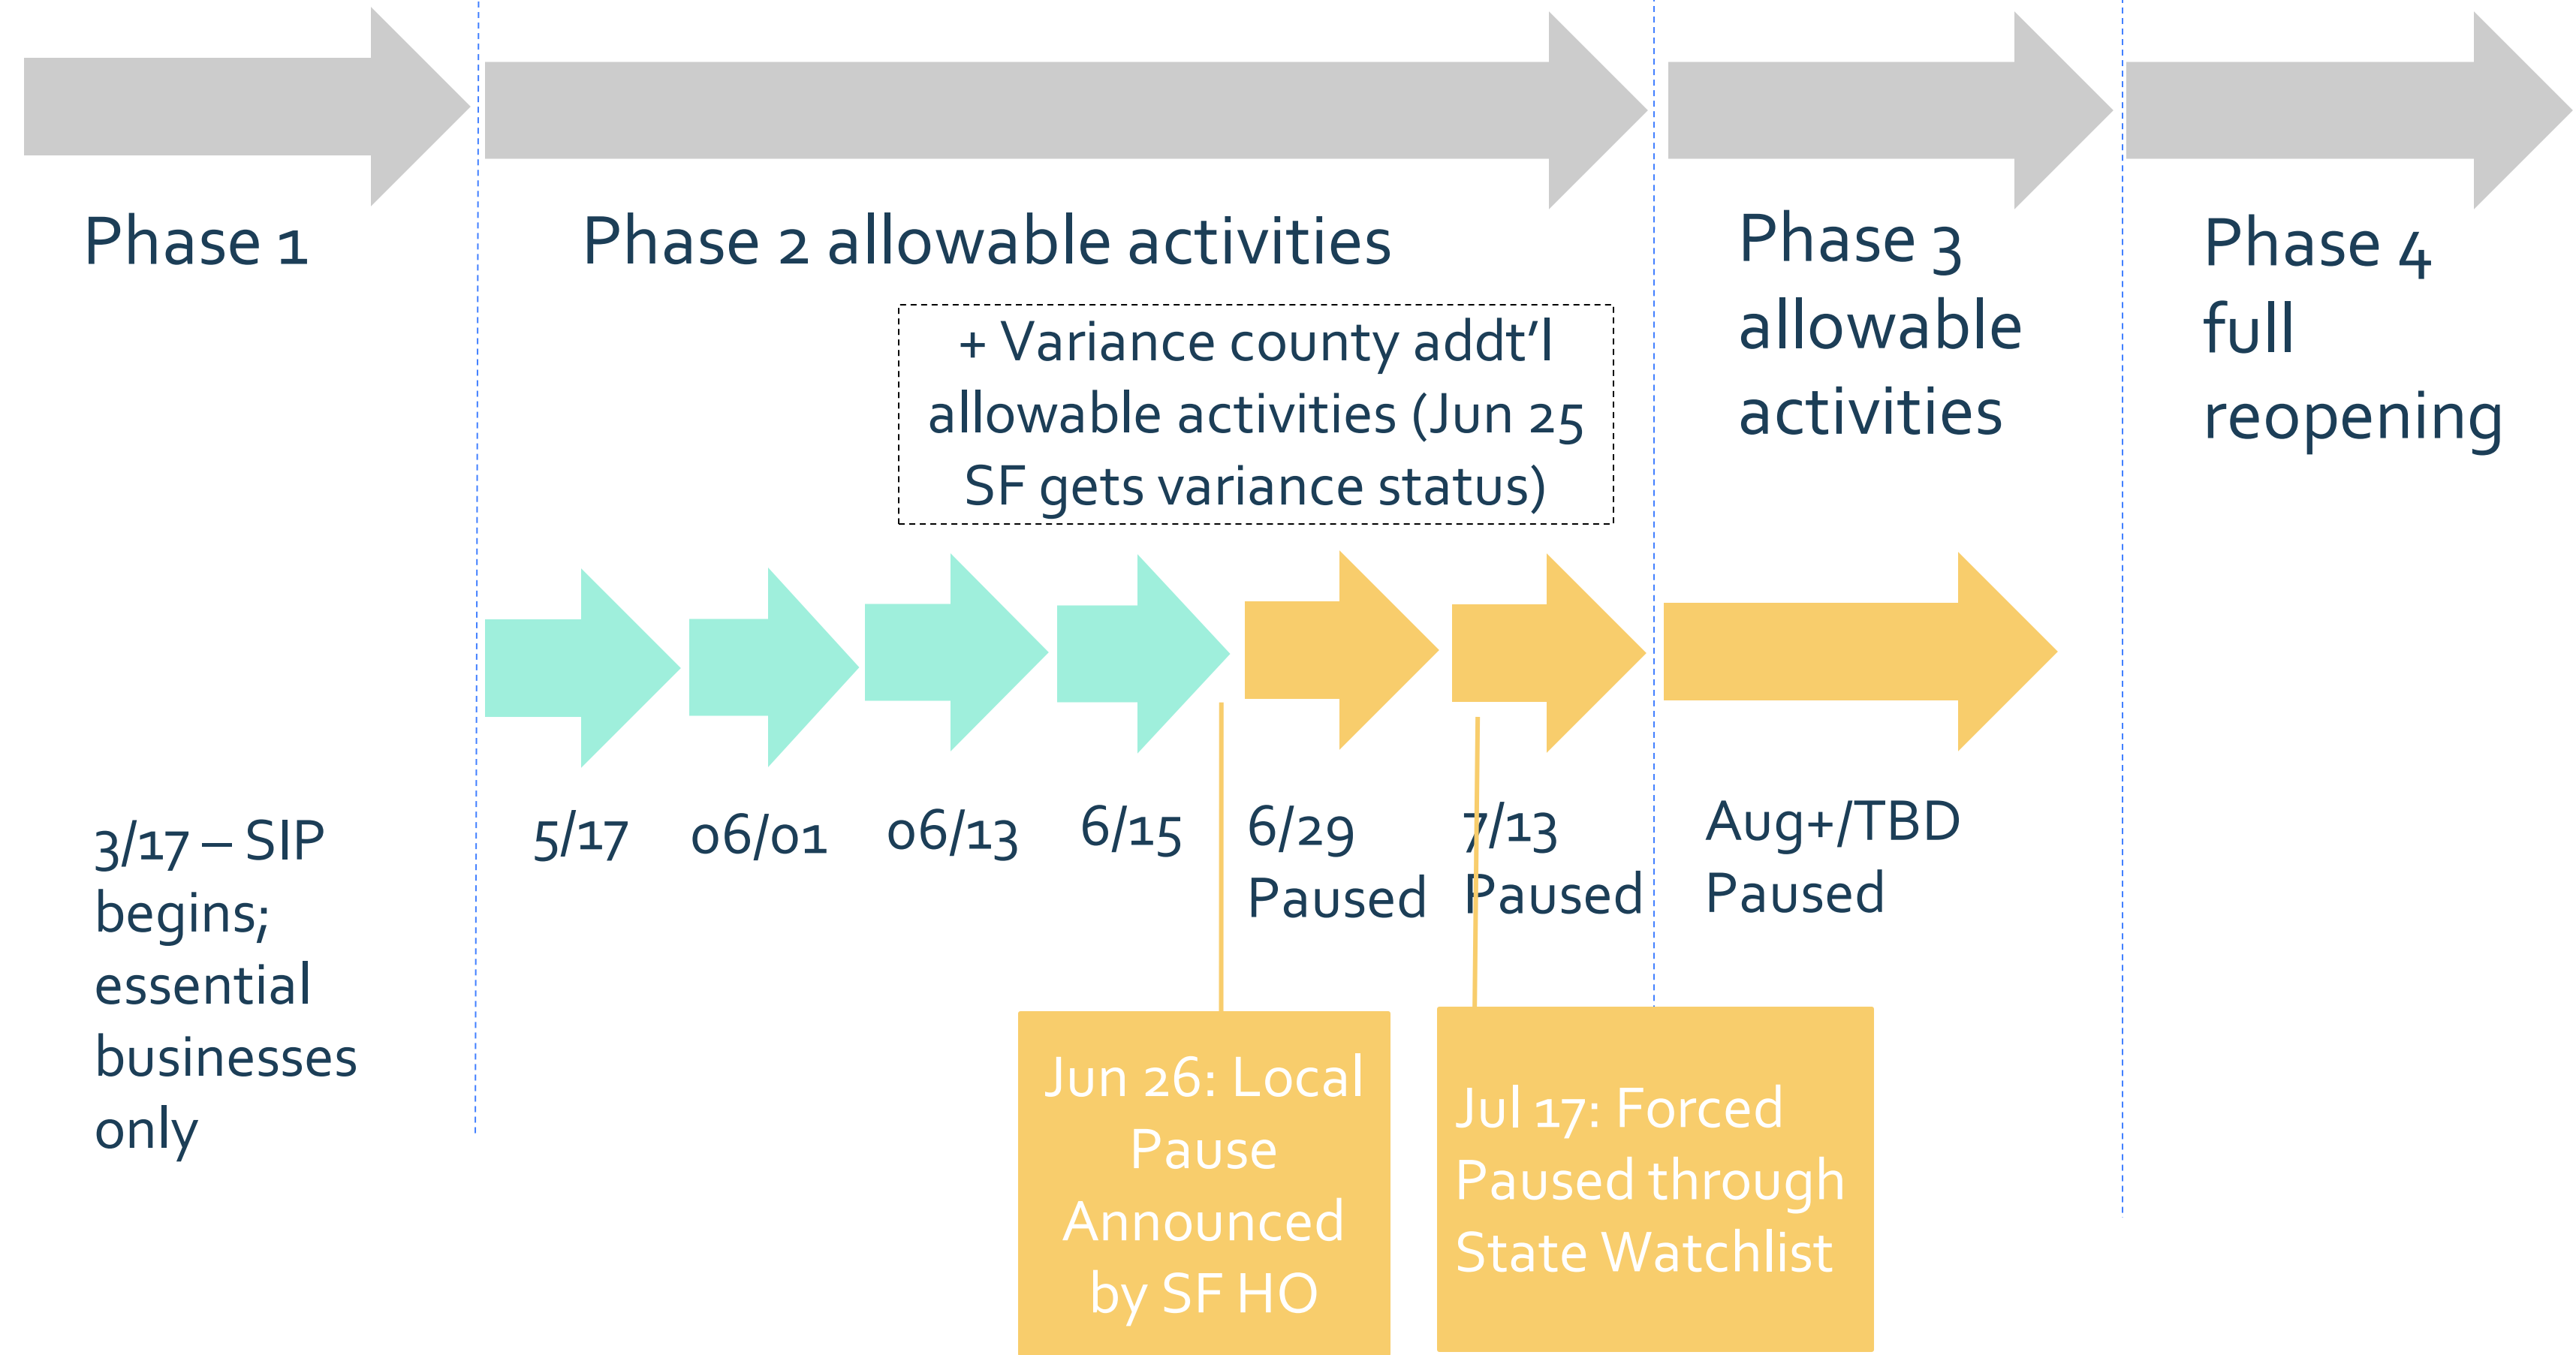 Phase 1
Phase 2 allowable activities
+ Variance county addt’l
allowable activities (Jun 25
SF gets variance status)
Phase 3
allowable
activities
Phase 4
full
reopening
3/17 – SIP
begins;
essential
businesses
only
5/17
06/01
06/13
6/15
6/29
Paused
7/13
Paused
Aug+/TBD
Paused
Jun 26: Local
Pause
Announced
by SF HO
Jul 17: Forced
Paused through
State Watchlist